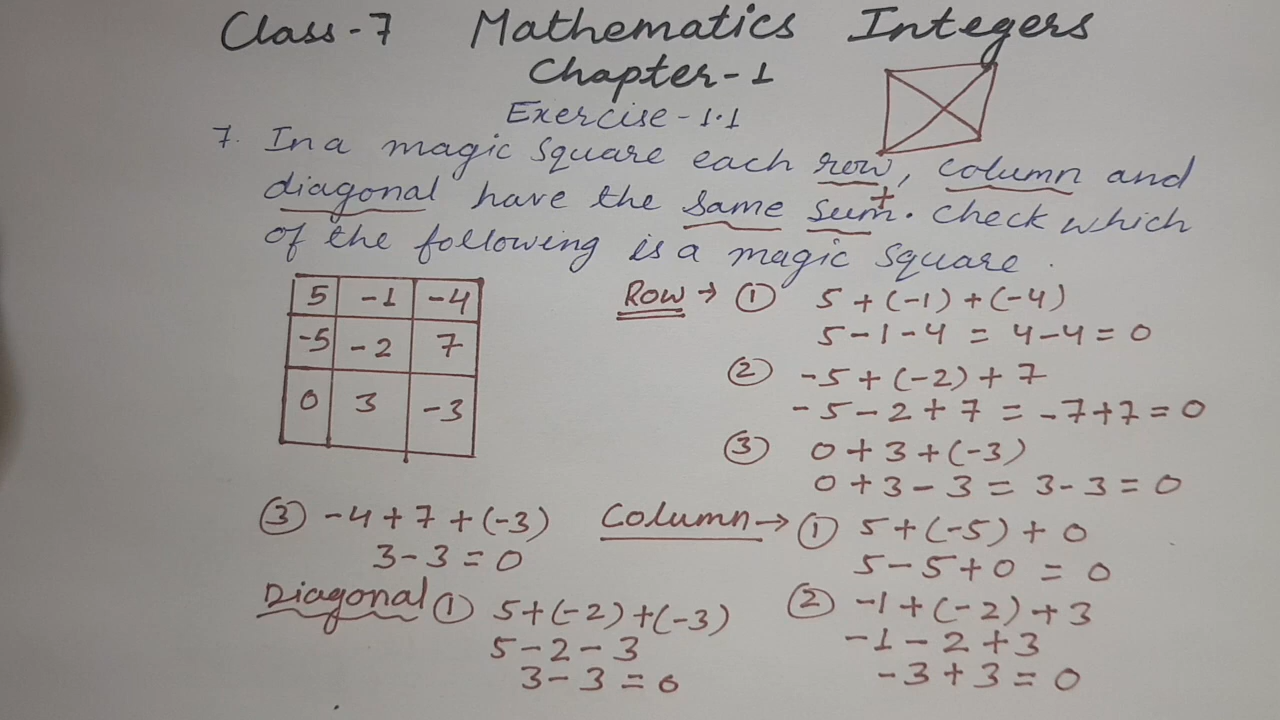 Class-7 Mathematics Integers
Chapter-1
Exercise-1.1
7. In a magic square each row, column and
diagonal have the same sum. check which
+
of the following is a magic square.
5 -1 -4
-5 -2 7
0 3 -3
Row → ① 5+(-1)+(-4)
5-1-4 = 4-4=0
② -5+(-2)+7
-5-2+7 = -7+7=0
③ 0+3+(-3)
0+3-3 = 3-3=0
Column → ① 5+(-5)+0
5-5+0 = 0
② -1+(-2)+3
-1-2+3
-3+3=0
③ -4+7+(-3)
3-3=0
Diagonal ① 5+(-2)+(-3)
5-2-3
3-3=0